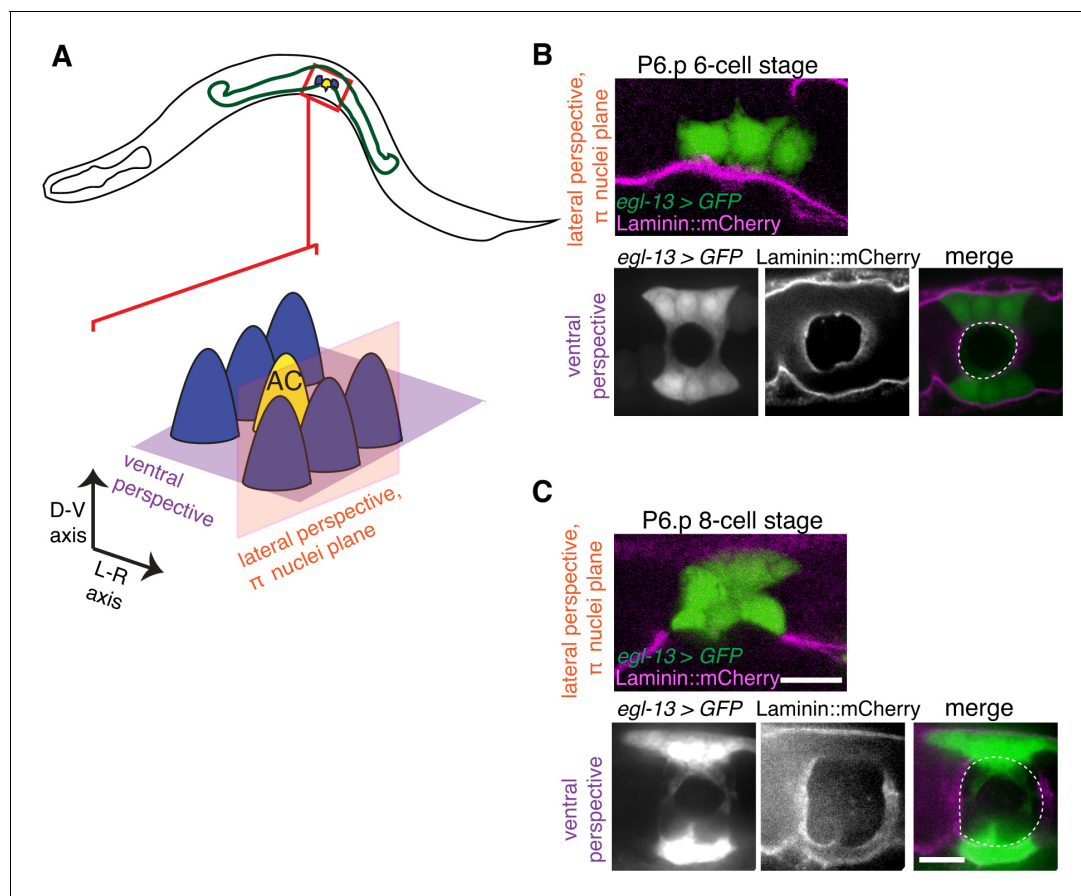 A
AC
ventral
perspective
lateral perspective,
π nuclei plane
D-V
axis
L-R
axis
B
P6.p 6-cell stage
lateral perspective,
π nuclei plane
egl-13 > GFP
Laminin::mCherry
egl-13 > GFP Laminin::mCherry merge
ventral
perspective
C
P6.p 8-cell stage
lateral perspective,
π nuclei plane
egl-13 > GFP
Laminin::mCherry
egl-13 > GFP Laminin::mCherry merge
ventral
perspective